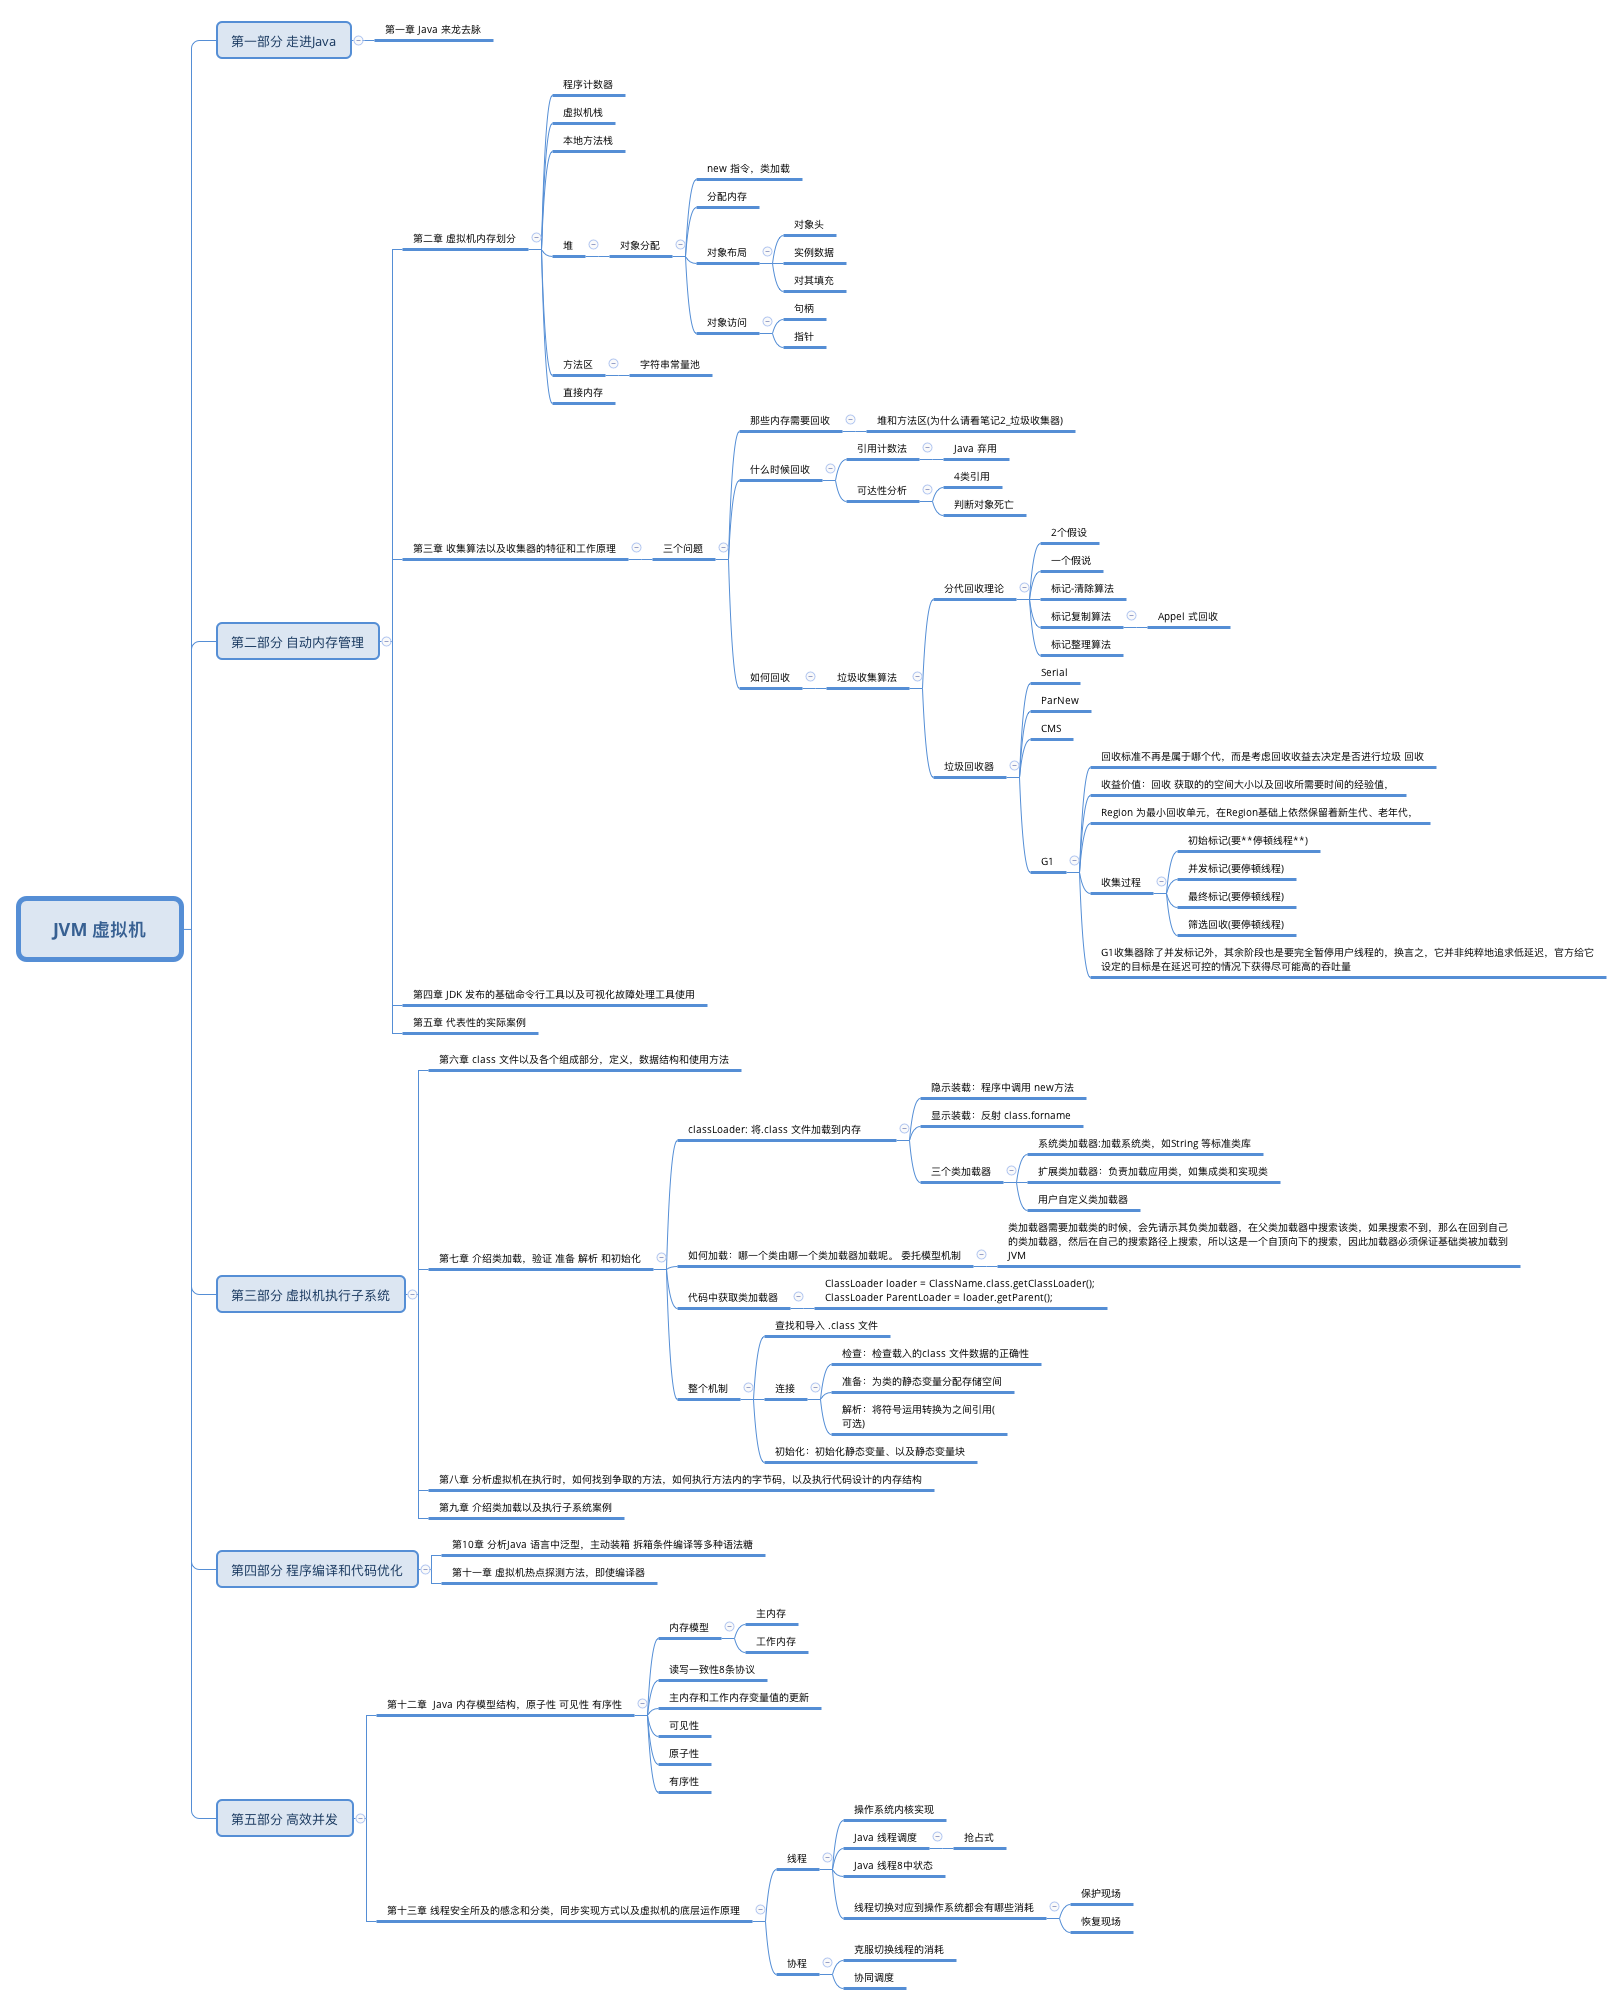 第一部分 走进Java
第一章 Java 来龙去脉
程序计数器
虚拟机栈
本地方法栈
new 指令，类加载
分配内存
对象头
第二章 虚拟机内存划分
堆
对象分配
对象布局
实例数据
对其填充
句柄
对象访问
指针
方法区
字符串常量池
直接内存
那些内存需要回收
堆和方法区(为什么请看笔记2_垃圾收集器)
引用计数法
Java 弃用
什么时候回收
4类引用
可达性分析
判断对象死亡
2个假设
第三章 收集算法以及收集器的特征和工作原理
三个问题
一个假说
分代回收理论
标记-清除算法
标记复制算法
Appel 式回收
第二部分 自动内存管理
标记整理算法
如何回收
垃圾收集算法
Serial
ParNew
CMS
垃圾回收器
回收标准不再是属于哪个代，而是考虑回收收益去决定是否进行垃圾 回收
收益价值：回收 获取的的空间大小以及回收所需要时间的经验值，
Region 为最小回收单元，在Region基础上依然保留着新生代、老年代，
初始标记(要**停顿线程**)
G1
并发标记(要停顿线程)
收集过程
最终标记(要停顿线程)
筛选回收(要停顿线程)
JVM 虚拟机
G1收集器除了并发标记外，其余阶段也是要完全暂停用户线程的，换言之，它并非纯粹地追求低延迟，官方给它
设定的目标是在延迟可控的情况下获得尽可能高的吞吐量
第四章 JDK 发布的基础命令行工具以及可视化故障处理工具使用
第五章 代表性的实际案例
第六章 class 文件以及各个组成部分，定义，数据结构和使用方法
隐示装载：程序中调用 new方法
显示装载：反射 class.forname
classLoader: 将.class 文件加载到内存
系统类加载器:加载系统类，如String 等标准类库
三个类加载器
扩展类加载器：负责加载应用类，如集成类和实现类
用户自定义类加载器
类加载器需要加载类的时候，会先请示其负类加载器，在父类加载器中搜索该类，如果搜索不到，那么在回到自己
的类加载器，然后在自己的搜索路径上搜索，所以这是一个自顶向下的搜索，因此加载器必须保证基础类被加载到
JVM
第七章 介绍类加载，验证 准备 解析 和初始化
如何加载：哪一个类由哪一个类加载器加载呢。 委托模型机制
第三部分 虚拟机执行子系统
代码中获取类加载器
ClassLoader loader = ClassName.class.getClassLoader();
ClassLoader ParentLoader = loader.getParent();
查找和导入 .class 文件
检查：检查载入的class 文件数据的正确性
整个机制
连接
准备：为类的静态变量分配存储空间
解析：将符号运用转换为之间引用(
可选)
初始化：初始化静态变量、以及静态变量块
第八章 分析虚拟机在执行时，如何找到争取的方法，如何执行方法内的字节码，以及执行代码设计的内存结构
第九章 介绍类加载以及执行子系统案例
第四部分 程序编译和代码优化
第10章 分析Java 语言中泛型，主动装箱 拆箱条件编译等多种语法糖
第十一章 虚拟机热点探测方法，即使编译器
内存模型
主内存
工作内存
读写一致性8条协议
第十二章  Java 内存模型结构，原子性 可见性 有序性
主内存和工作内存变量值的更新
可见性
原子性
有序性
第五部分 高效并发
操作系统内核实现
Java 线程调度
抢占式
线程
Java 线程8中状态
线程切换对应到操作系统都会有哪些消耗
保护现场
恢复现场
第十三章 线程安全所及的感念和分类，同步实现方式以及虚拟机的底层运作原理
协程
克服切换线程的消耗
协同调度